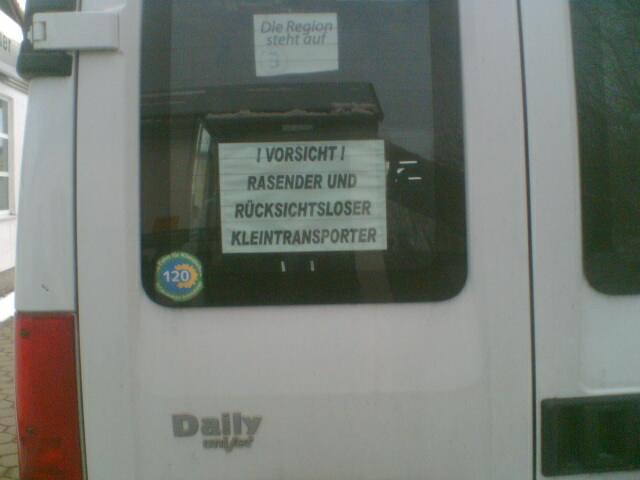 Die Region
steht auf
! VORSICHT !
RASENDER UND
RÜCKSICHTSLOSER
KLEINTRANSPORTER
120
Daily